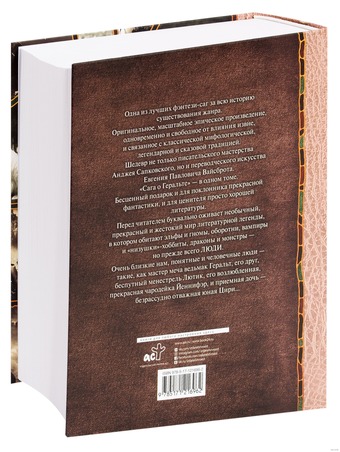 Одна из лучших фэнтези-саг за всю историю
существования жанра.
Оригинальное, масштабное эпическое произведение,
одновременно и свободное от влияния извне,
и связанное с классической мифологической,
легендарной и сказовой традицией.
Шедевр не только писательского мастерства
Анджея Сапковского, но и переводческого искусства
Евгения Павловича Вайсброта.
«Сага о Геральте» — в одном томе.
Бесценный подарок и для поклонника прекрасной
фантастики, и для ценителя просто хорошей
литературы.
Перед читателем буквально оживает необычный,
прекрасный и жестокий мир литературной легенды,
в котором обитают эльфы и гномы, оборотни, вампиры
и «низушки»-хоббиты, драконы и монстры —
но прежде всего ЛЮДИ.
Очень близкие нам, понятные и человечные люди —
такие, как мастер меча ведьмак Геральт, его друг,
беспутный менестрель Лютик, его возлюбленная,
прекрасная чародейка Йеннифэр, и приемная дочь —
безрассудно отважная юная Цири...
аст
9 785171 216962